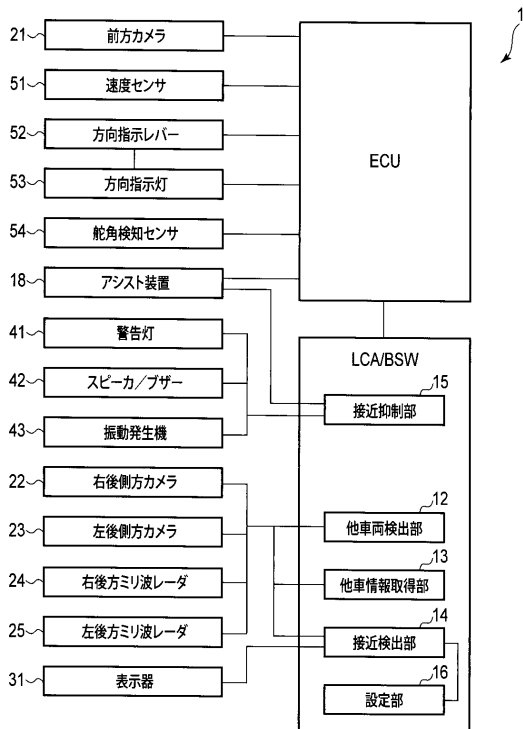 1
21 前方カメラ
51 速度センサ
52 方向指示レバー
53 方向指示灯
54 舵角検知センサ
18 アシスト装置
41 警告灯
42 スピーカ／ブザー
43 振動発生機
22 右後側方カメラ
23 左後側方カメラ
24 右後方ミリ波レーダ
25 左後方ミリ波レーダ
31 表示器
ECU
LCA/BSW
15
接近抑制部
12
他車両検出部
13
他車情報取得部
14
接近検出部
16
設定部